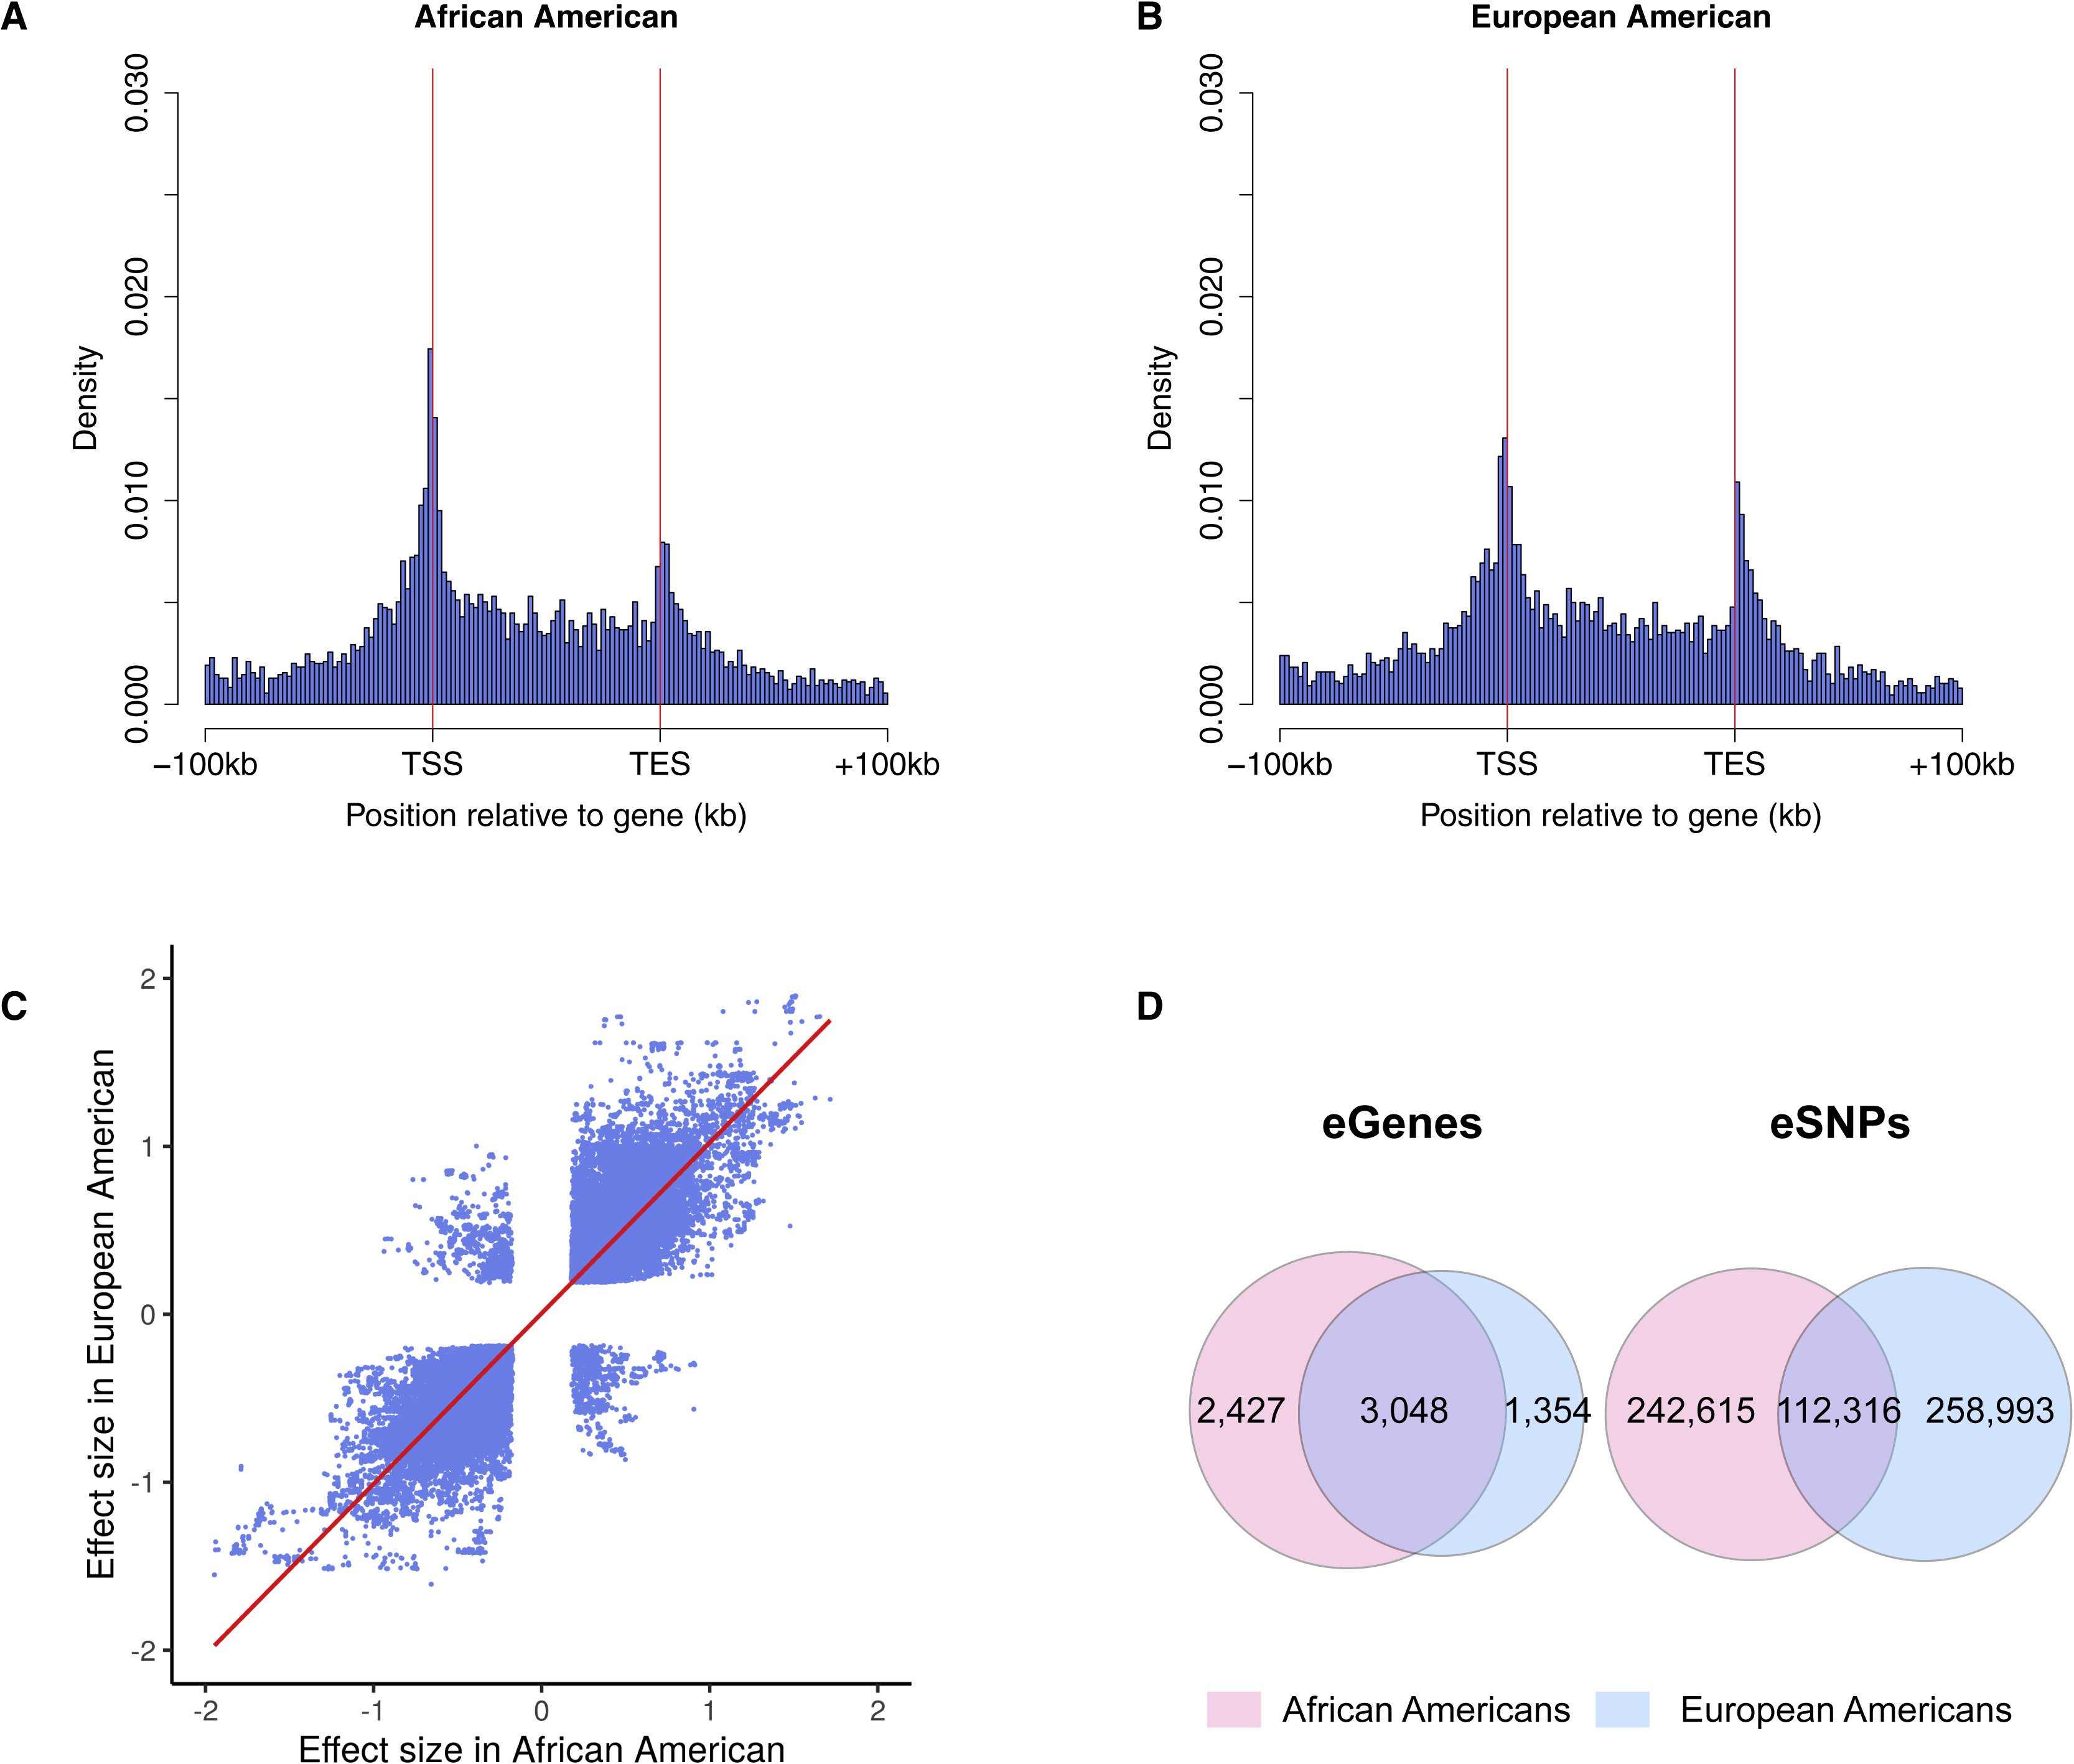 A
African American
0.030
0.020
0.010
0.000
Density
−100kb TSS TES +100kb
Position relative to gene (kb)
B
European American
0.030
0.020
0.010
0.000
Density
−100kb TSS TES +100kb
Position relative to gene (kb)
C
2
1
0
-1
-2
Effect size in European American
-2 -1 0 1 2
Effect size in African American
D
eGenes eSNPs
2,427 3,048 1,354 242,615 112,316 258,993
African Americans European Americans